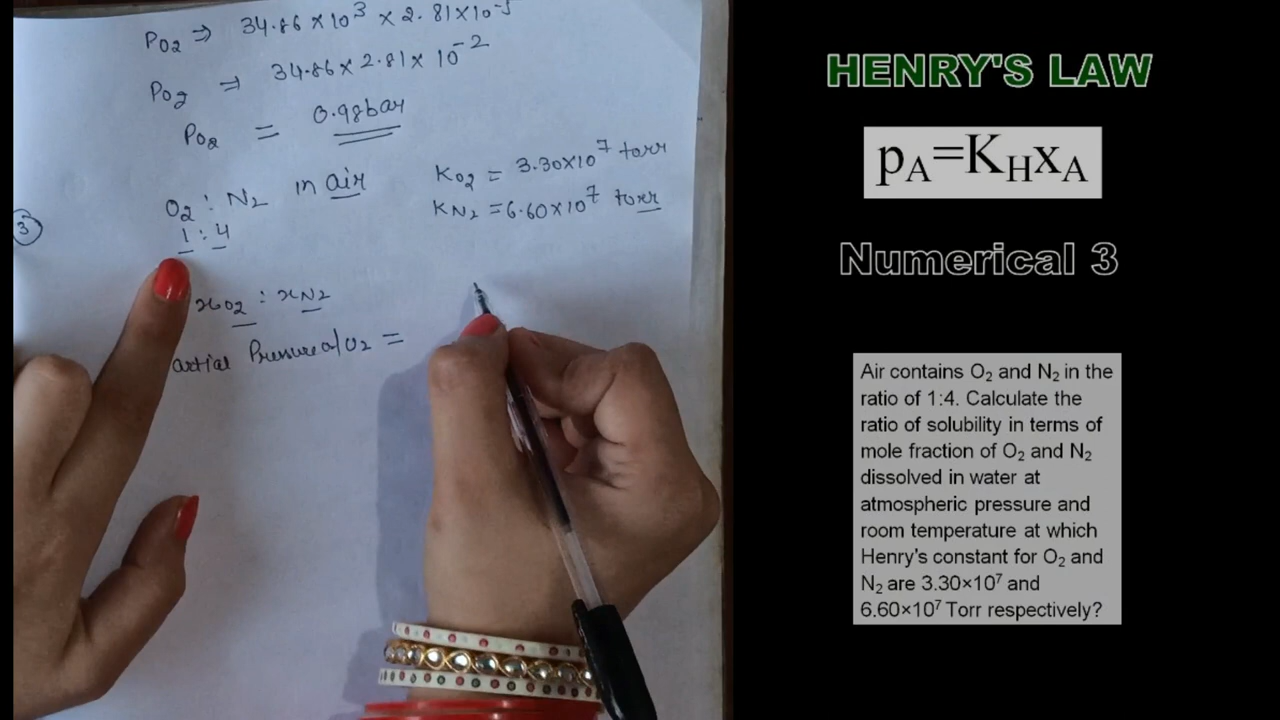 PO2 ⇒ 34.86 × 10³ × 2.81×10⁻⁵
PO2 ⇒ 34.86 × 2.81 × 10⁻²
PO2 = 0.98 bar
③ O2 : N2 in air
1 : 4
KO2 = 3.30×10⁷ torr
KN2 = 6.60×10⁷ torr
xO2 : xN2
artial Pressure of O2 =
HENRY'S LAW
pA=KHxA
Numerical 3
Air contains O₂ and N₂ in the
ratio of 1:4. Calculate the
ratio of solubility in terms of
mole fraction of O₂ and N₂
dissolved in water at
atmospheric pressure and
room temperature at which
Henry's constant for O₂ and
N₂ are 3.30×10⁷ and
6.60×10⁷ Torr respectively?